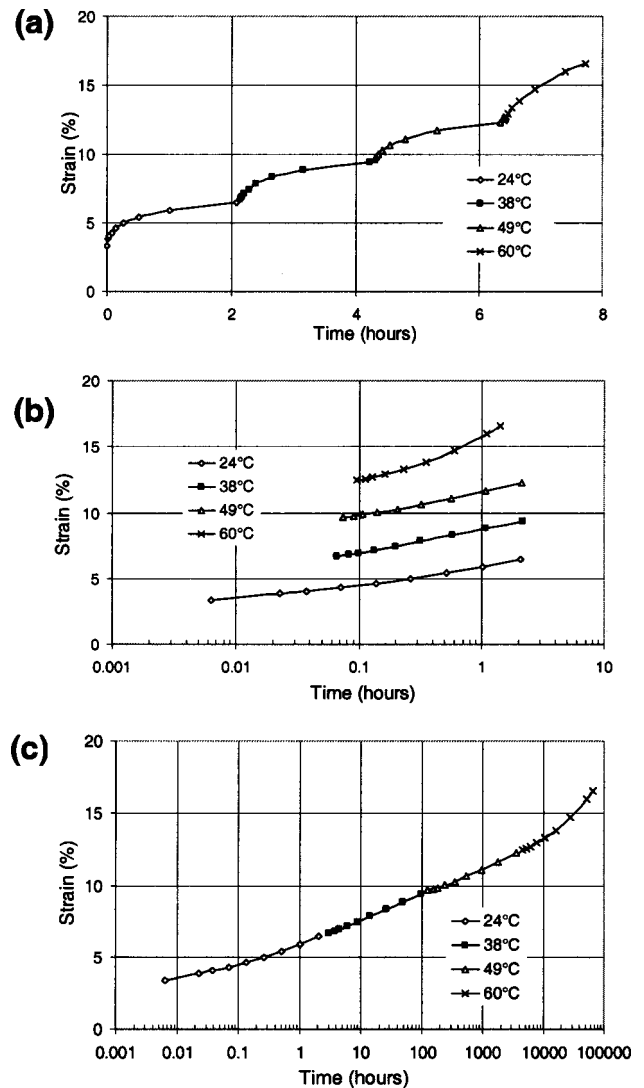 (a)
20
15
10
5
0
Strain (%)
24°C
38°C
49°C
60°C
0 2 4 6 8
Time (hours)
(b)
20
15
10
5
0
Strain (%)
24°C
38°C
49°C
60°C
0.001 0.01 0.1 1 10
Time (hours)
(c)
20
15
10
5
0
Strain (%)
24°C
38°C
49°C
60°C
0.001 0.01 0.1 1 10 100 1000 10000 100000
Time (hours)